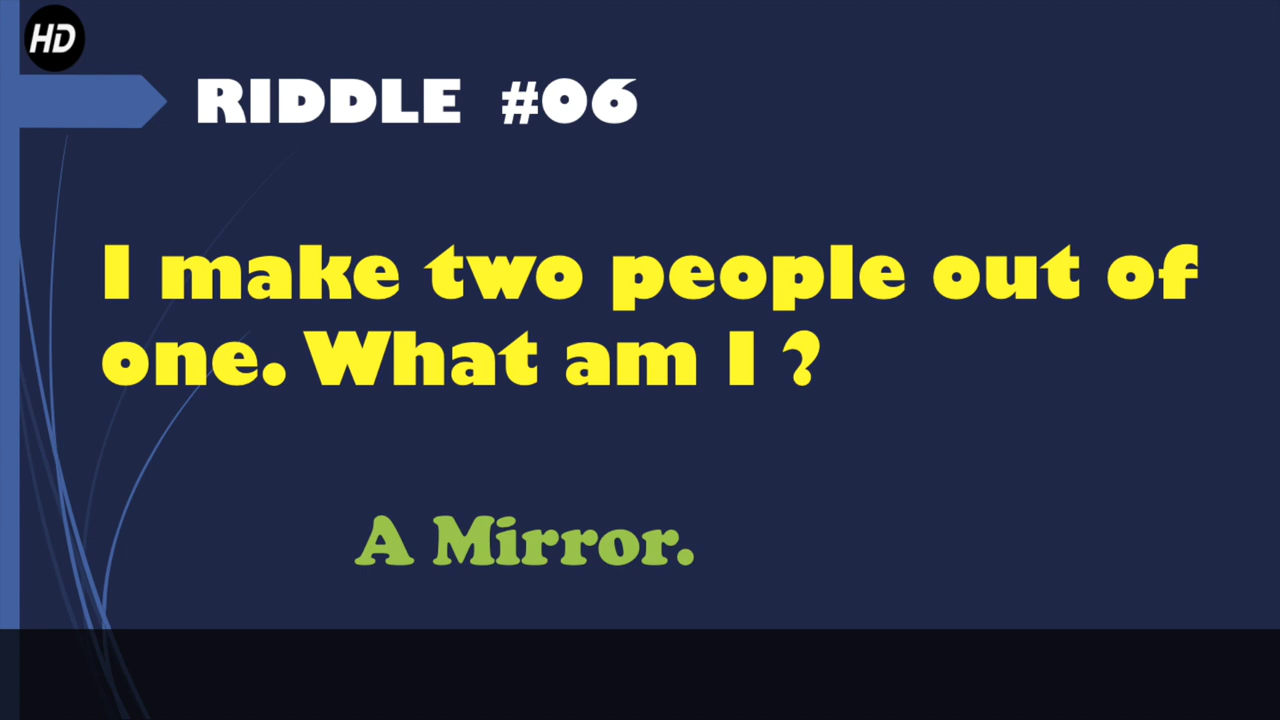 HD
RIDDLE #06
I make two people out of
one. What am I ?
A Mirror.